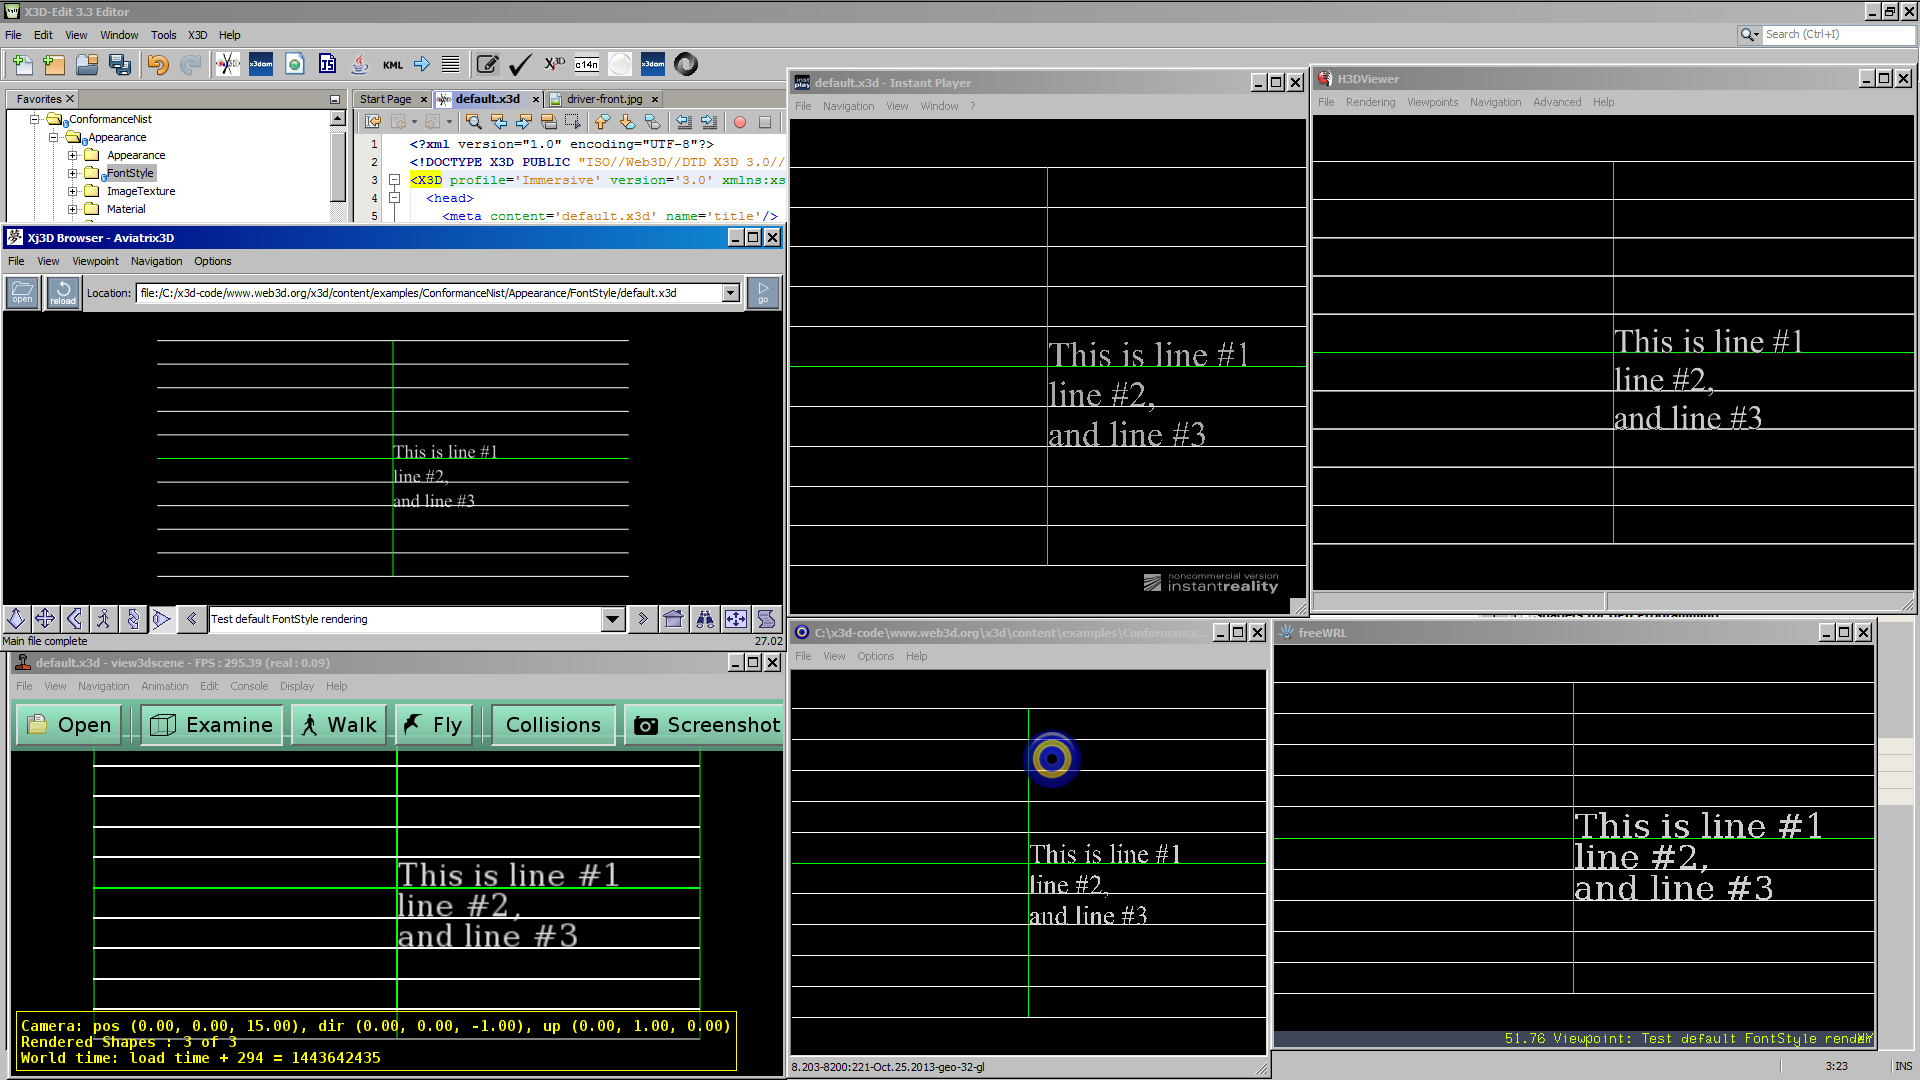 X3D-Edit 3.3 Editor
File Edit View Window Tools X3D Help
Search (Ctrl+I)
x3dom JS KML X3D c14n x3dom
Favorites
ConformanceNist
Appearance
Appearance
FontStyle
ImageTexture
Material
Start Page default.x3d driver-front.jpg
1 <?xml version="1.0" encoding="UTF-8"?>
2 <!DOCTYPE X3D PUBLIC "ISO//Web3D//DTD X3D 3.0//
3 <X3D profile='Immersive' version='3.0' xmlns:xs
4 <head>
5 <meta content='default.x3d' name='title'/>
Xj3D Browser - Aviatrix3D
File View Viewpoint Navigation Options
open reload Location: file:/C:/x3d-code/www.web3d.org/x3d/content/examples/ConformanceNist/Appearance/FontStyle/default.x3d go
This is line #1
line #2,
and line #3
Test default FontStyle rendering
Main file complete 27.02
default.x3d - Instant Player
File Navigation View Window ?
This is line #1
line #2,
and line #3
noncommercial version
instantreality
H3DViewer
File Rendering Viewpoints Navigation Advanced Help
This is line #1
line #2,
and line #3
default.x3d - view3dscene - FPS : 295.39 (real : 0.09)
File View Navigation Animation Edit Console Display Help
Open Examine Walk Fly Collisions Screenshot
This is line #1
line #2,
and line #3
Camera: pos (0.00, 0.00, 15.00), dir (0.00, 0.00, -1.00), up (0.00, 1.00, 0.00)
Rendered Shapes : 3 of 3
World time: load time + 294 = 1443642435
C:\x3d-code\www.web3d.org\x3d\content\examples\Conformance...
File View Options Help
This is line #1
line #2,
and line #3
8.203-8200:221-Oct.25.2013-geo-32-gl
freeWRL
This is line #1
line #2,
and line #3
51.76 Viewpoint: Test default FontStyle render
3:23 INS